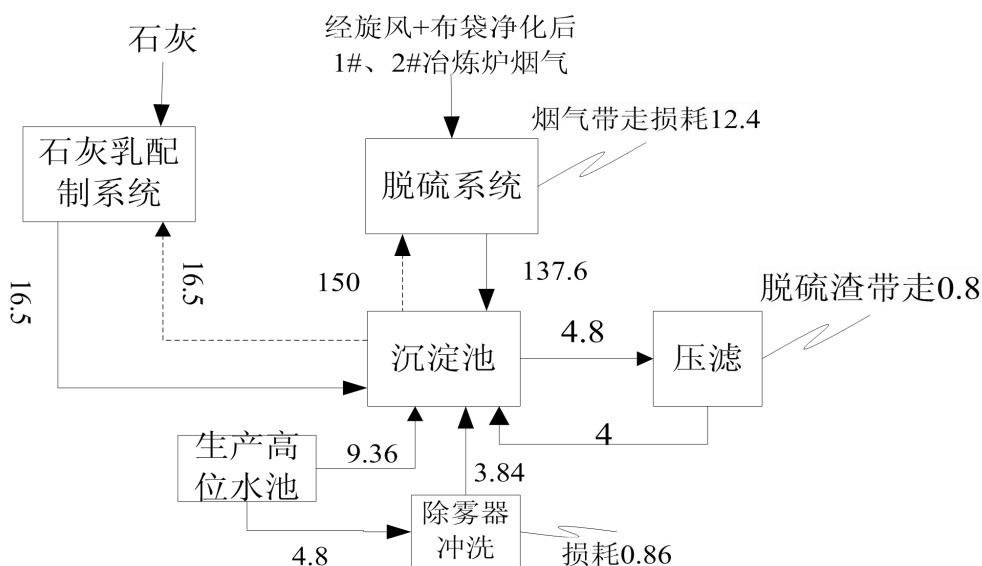 石灰
经旋风+布袋净化后
1#、2#冶炼炉烟气
烟气带走损耗12.4
石灰乳配
制系统
脱硫系统
16.5
16.5
150
137.6
脱硫渣带走0.8
沉淀池
4.8
压滤
4
生产高
位水池
9.36
3.84
除雾器
冲洗
4.8
损耗0.86